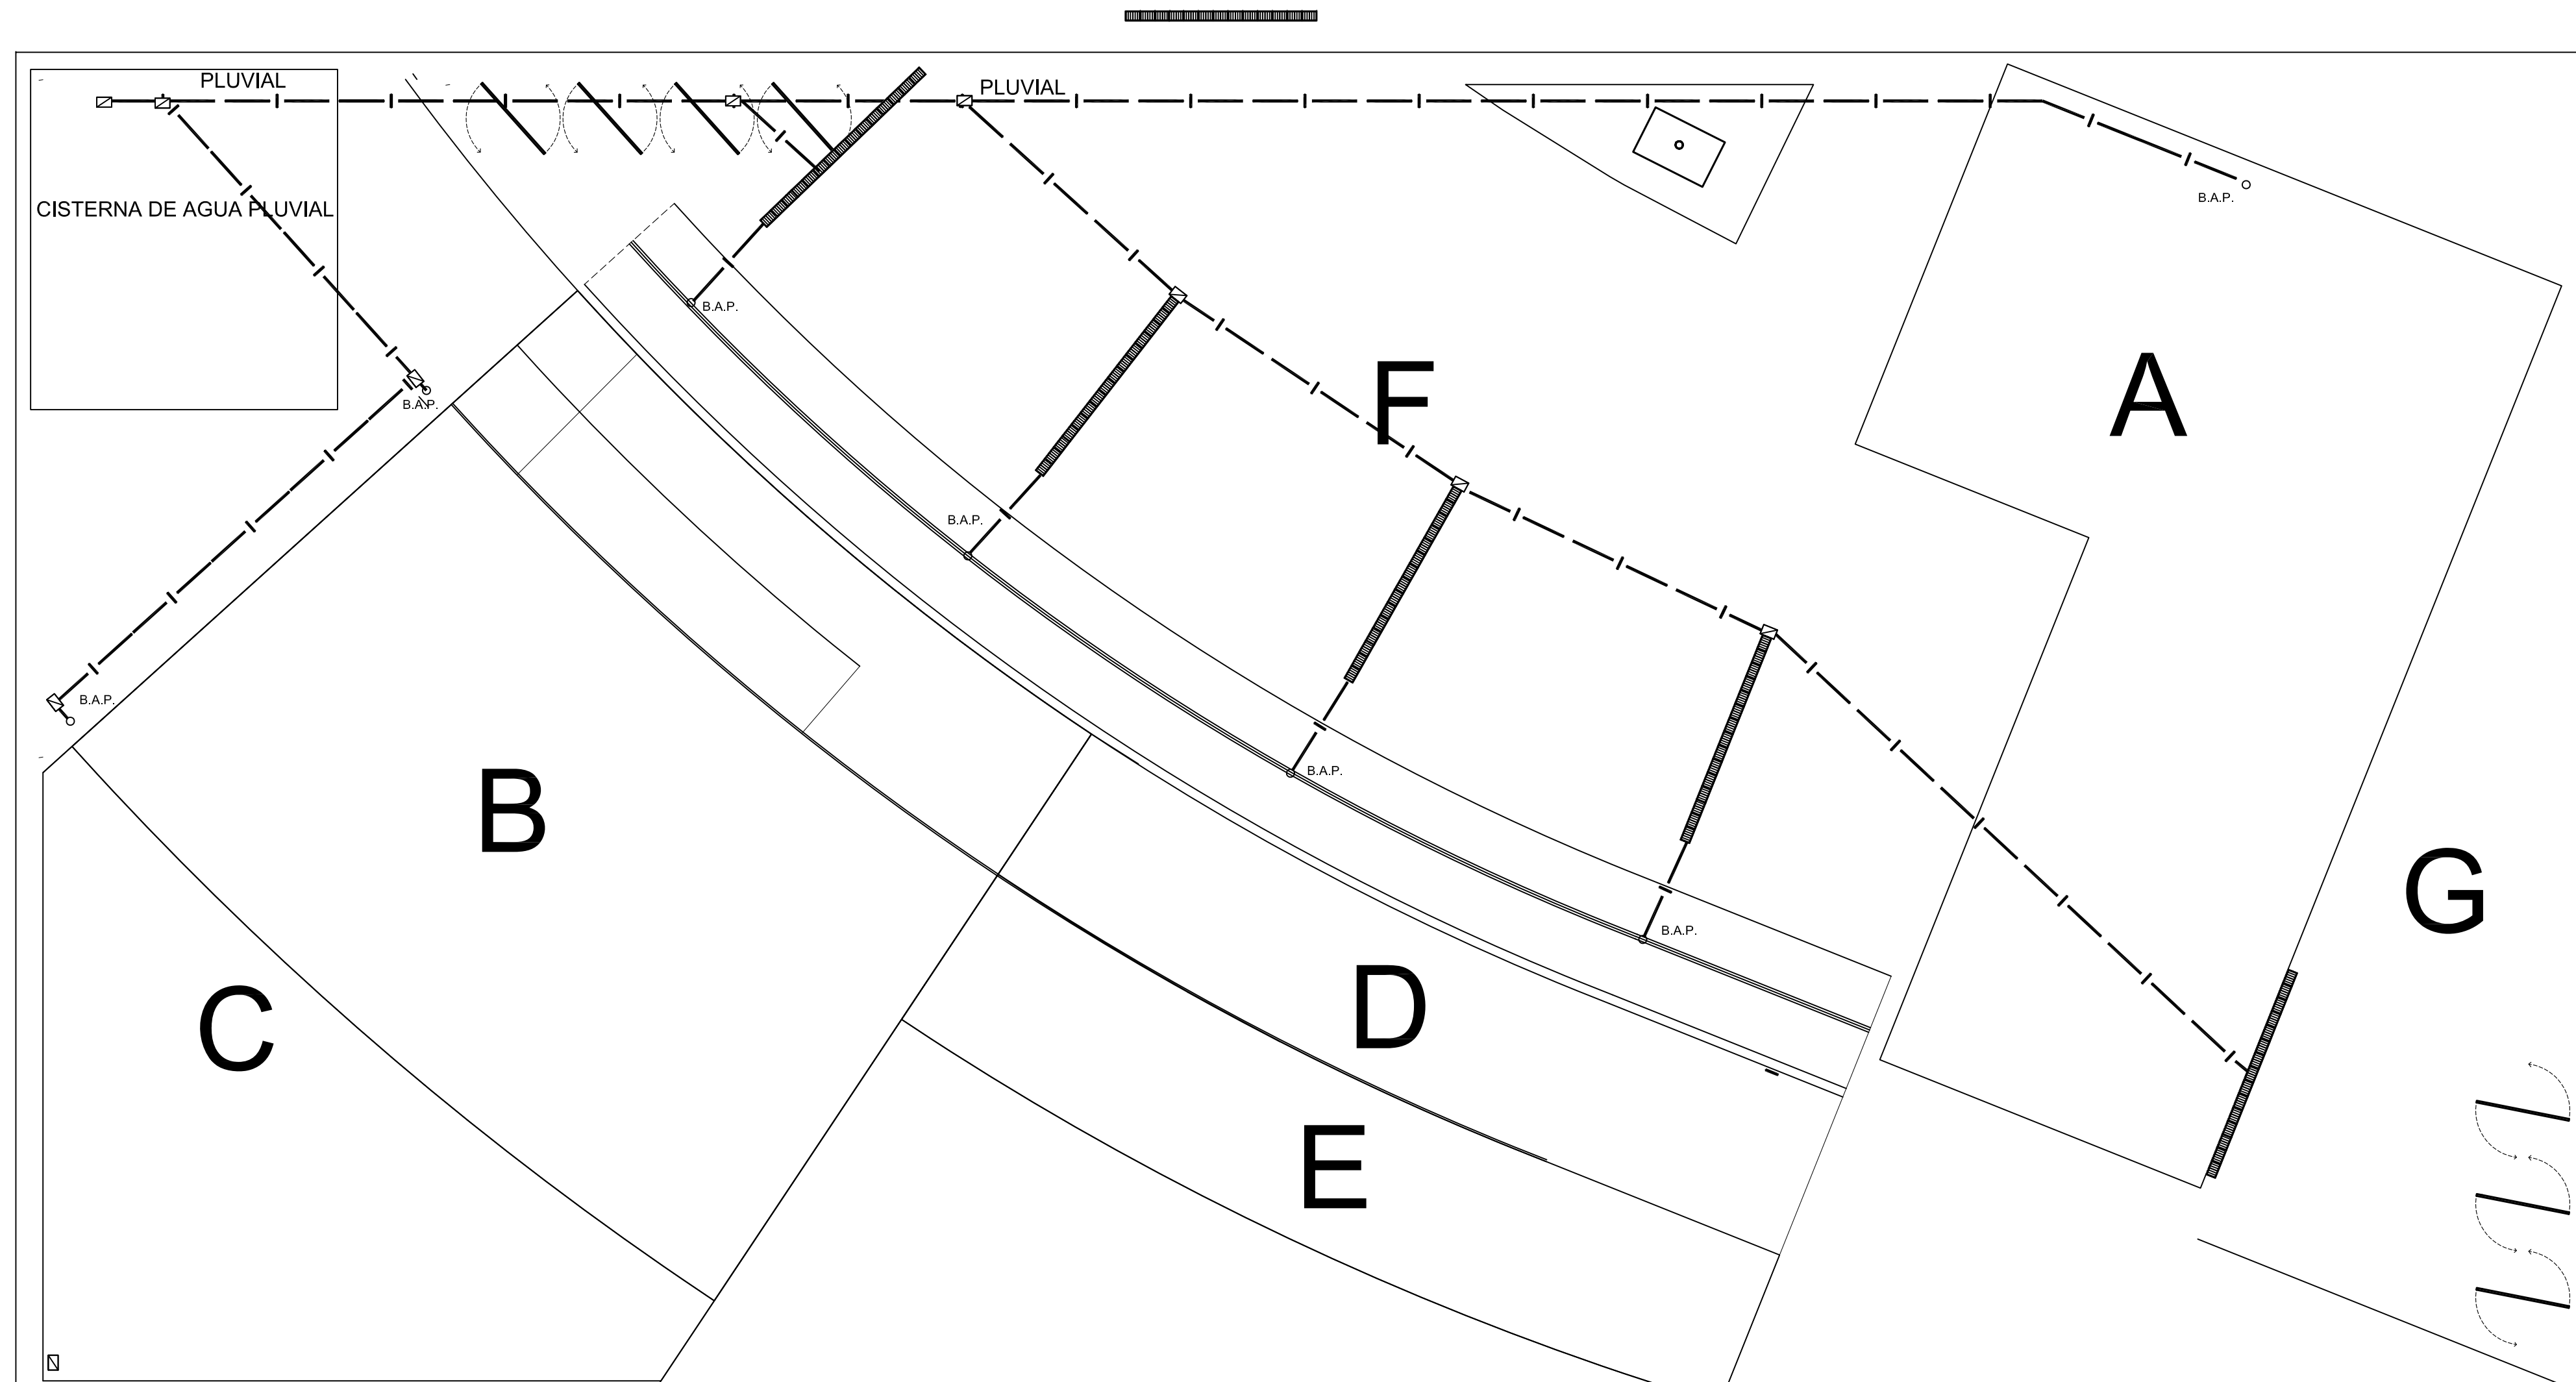 PLUVIAL
PLUVIAL
B.A.P.
CISTERNA DE AGUA PLUVIAL
B.A.P.
F
A
B.A.P.
B.A.P.
B.A.P.
B.A.P.
B
G
B.A.P.
D
C
E